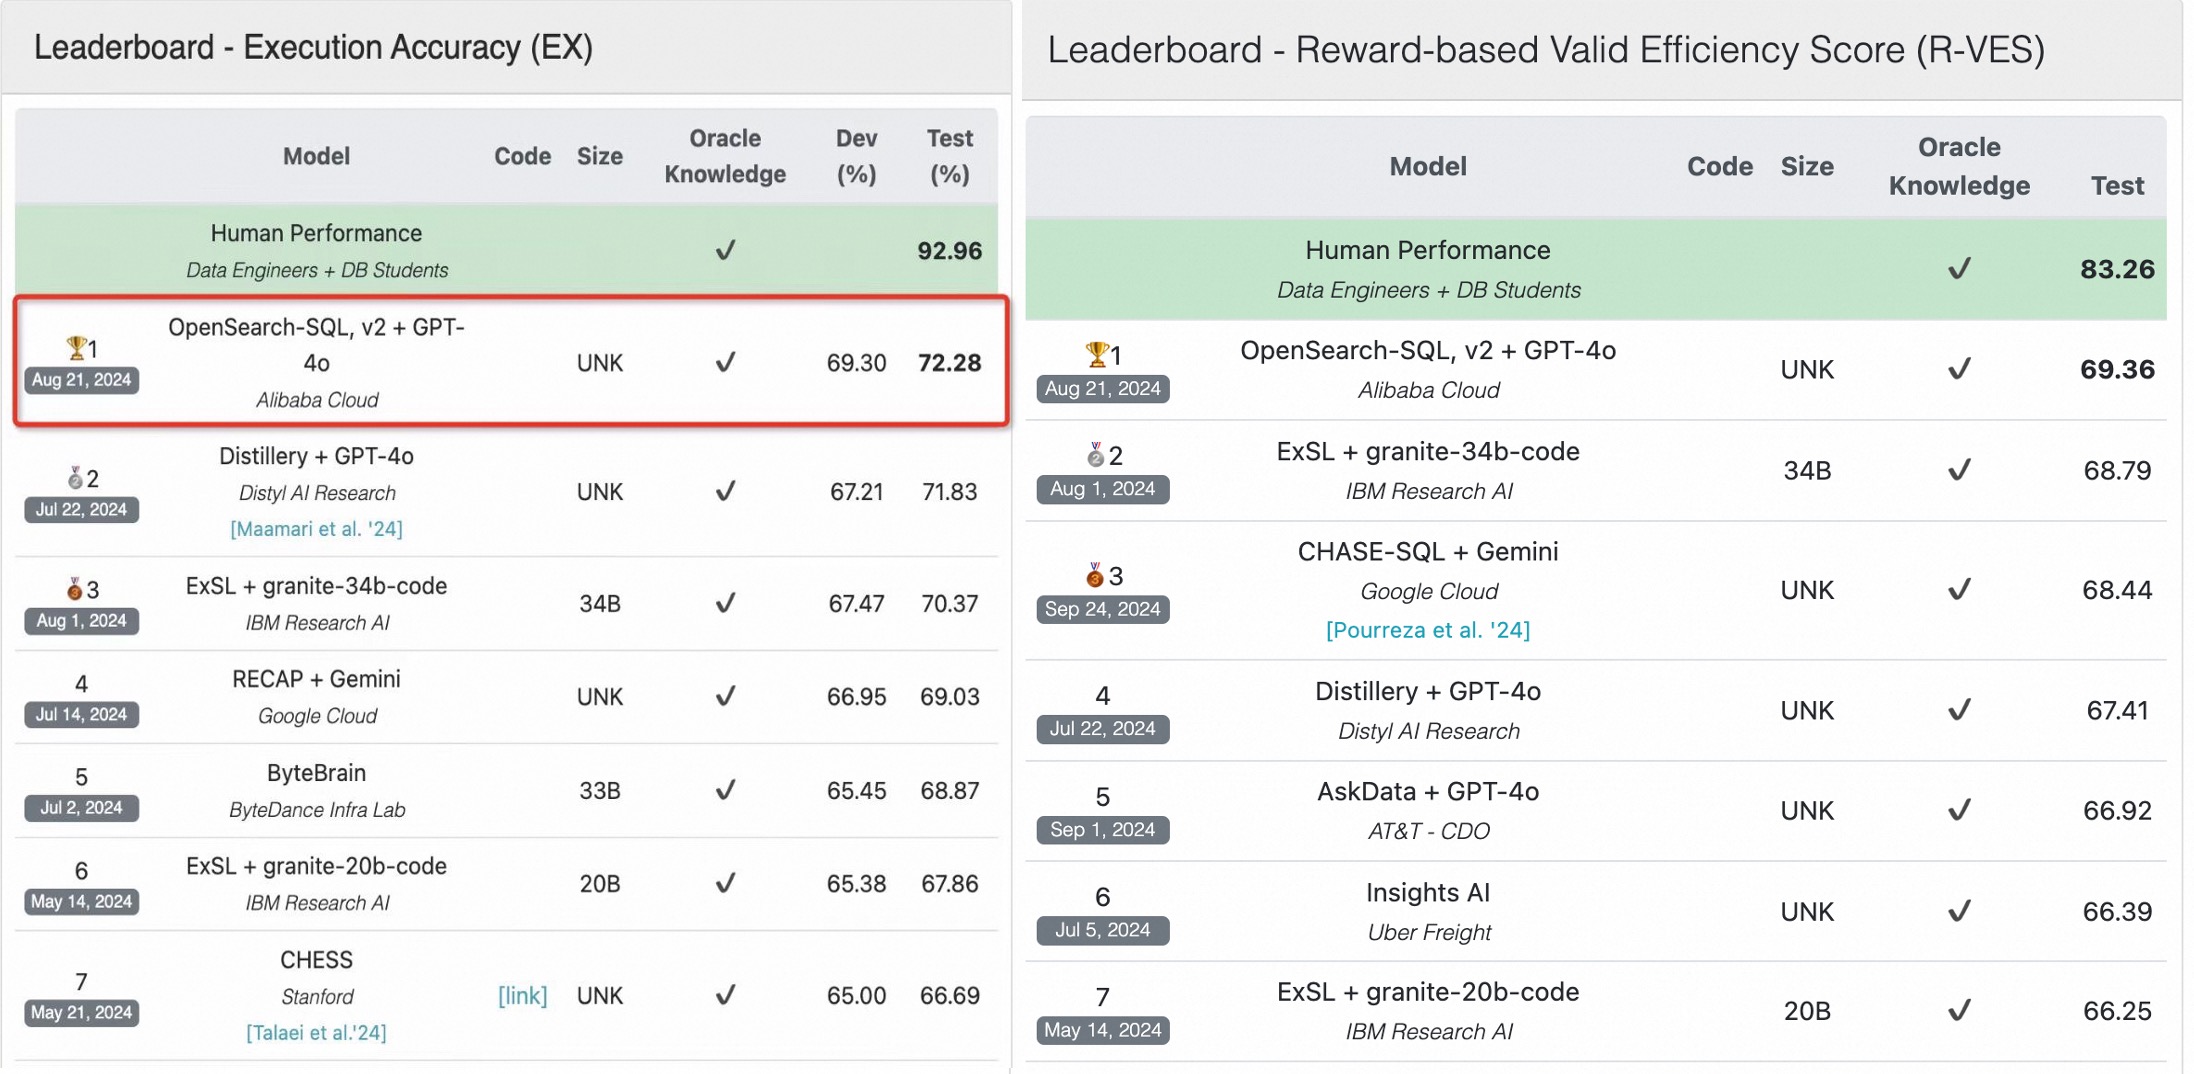 Leaderboard - Execution Accuracy (EX)
Model Code Size Oracle Knowledge Dev (%) Test (%)
Human Performance
Data Engineers + DB Students
✓ 92.96
🏆1
Aug 21, 2024
OpenSearch-SQL, v2 + GPT-
4o
Alibaba Cloud
UNK ✓ 69.30 72.28
🥈2
Jul 22, 2024
Distillery + GPT-4o
Distyl AI Research
[Maamari et al. '24]
UNK ✓ 67.21 71.83
🥉3
Aug 1, 2024
ExSL + granite-34b-code
IBM Research AI
34B ✓ 67.47 70.37
4
Jul 14, 2024
RECAP + Gemini
Google Cloud
UNK ✓ 66.95 69.03
5
Jul 2, 2024
ByteBrain
ByteDance Infra Lab
33B ✓ 65.45 68.87
6
May 14, 2024
ExSL + granite-20b-code
IBM Research AI
20B ✓ 65.38 67.86
7
May 21, 2024
CHESS
Stanford
[Talaei et al.'24]
[link] UNK ✓ 65.00 66.69
Leaderboard - Reward-based Valid Efficiency Score (R-VES)
Model Code Size Oracle Knowledge Test
Human Performance
Data Engineers + DB Students
✓ 83.26
🏆1
Aug 21, 2024
OpenSearch-SQL, v2 + GPT-4o
Alibaba Cloud
UNK ✓ 69.36
🥈2
Aug 1, 2024
ExSL + granite-34b-code
IBM Research AI
34B ✓ 68.79
🥉3
Sep 24, 2024
CHASE-SQL + Gemini
Google Cloud
[Pourreza et al. '24]
UNK ✓ 68.44
4
Jul 22, 2024
Distillery + GPT-4o
Distyl AI Research
UNK ✓ 67.41
5
Sep 1, 2024
AskData + GPT-4o
AT&T - CDO
UNK ✓ 66.92
6
Jul 5, 2024
Insights AI
Uber Freight
UNK ✓ 66.39
7
May 14, 2024
ExSL + granite-20b-code
IBM Research AI
20B ✓ 66.25